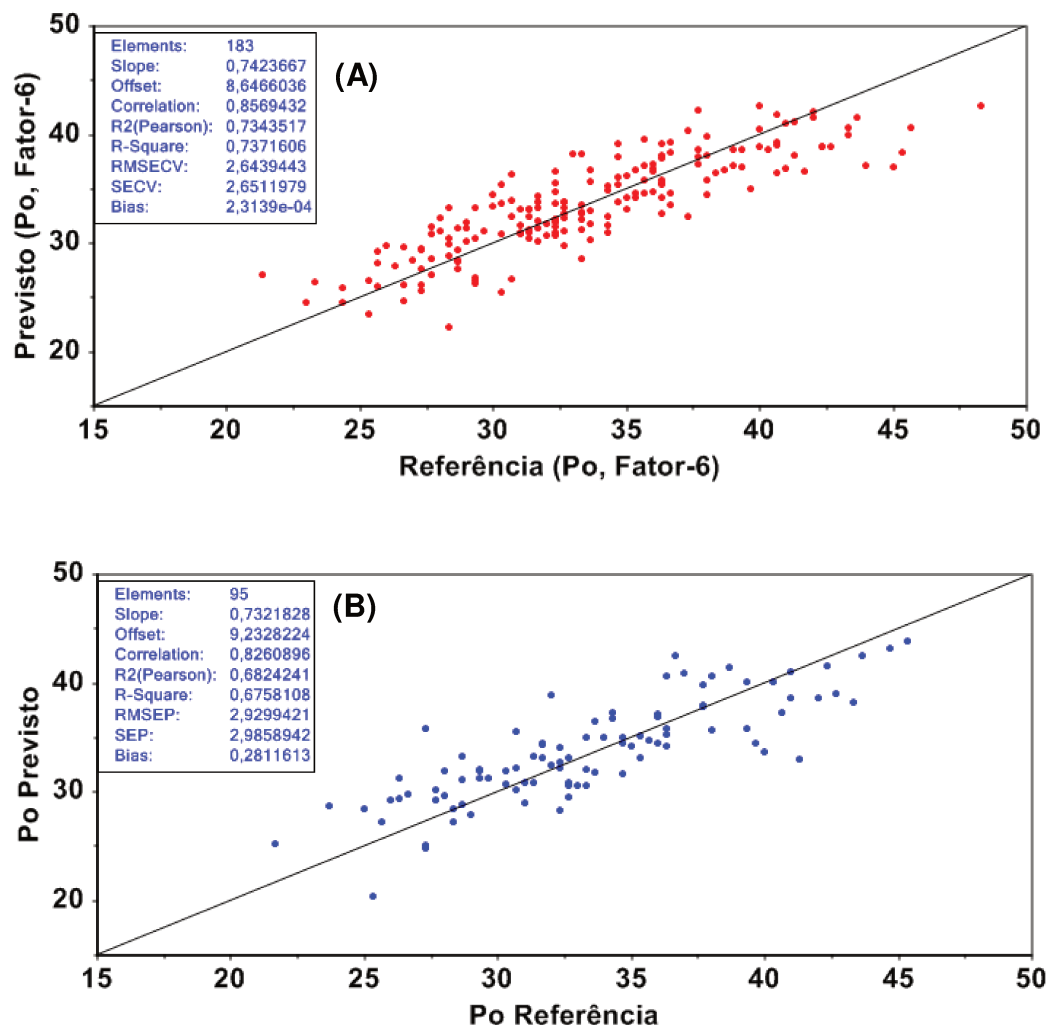 50
40
30
20
Previsto (Po, Fator-6)
Elements: 183
Slope: 0,7423667
Offset: 8,6466036
Correlation: 0,8569432
R2(Pearson): 0,7343517
R-Square: 0,7371606
RMSECV: 2,6439443
SECV: 2,6511979
Bias: 2,3139e-04
(A)
15 20 25 30 35 40 45 50
Referência (Po, Fator-6)
50
40
30
20
Po Previsto
Elements: 95
Slope: 0,7321828
Offset: 9,2328224
Correlation: 0,8260896
R2(Pearson): 0,6824241
R-Square: 0,6758108
RMSEP: 2,9299421
SEP: 2,9858942
Bias: 0,2811613
(B)
15 20 25 30 35 40 45 50
Po Referência